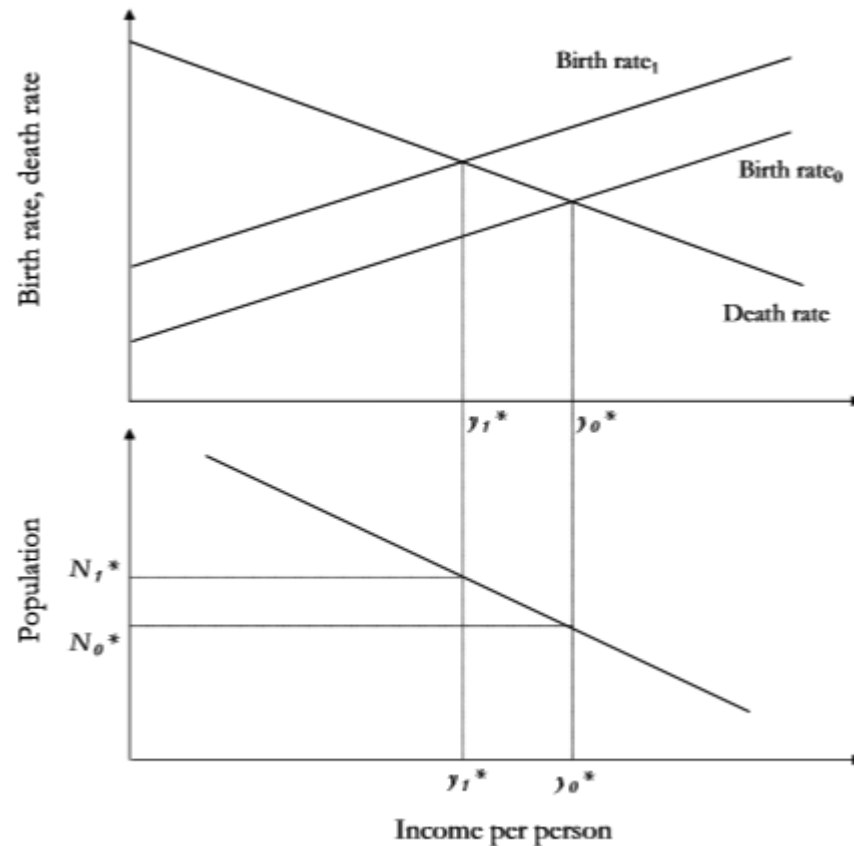 Birth rate, death rate
Birth rate₁
Birth rate₀
Death rate
y₁* y₀*
Population
N₁*
N₀*
y₁* y₀*
Income per person